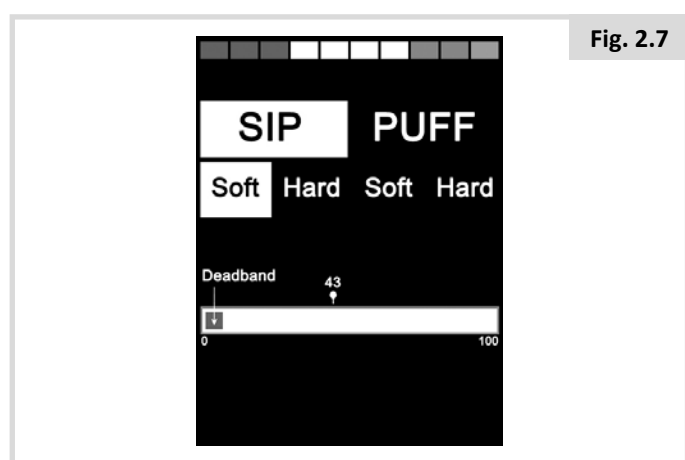 Fig. 2.7
SIP PUFF
Soft Hard Soft Hard
Deadband
43
0 100